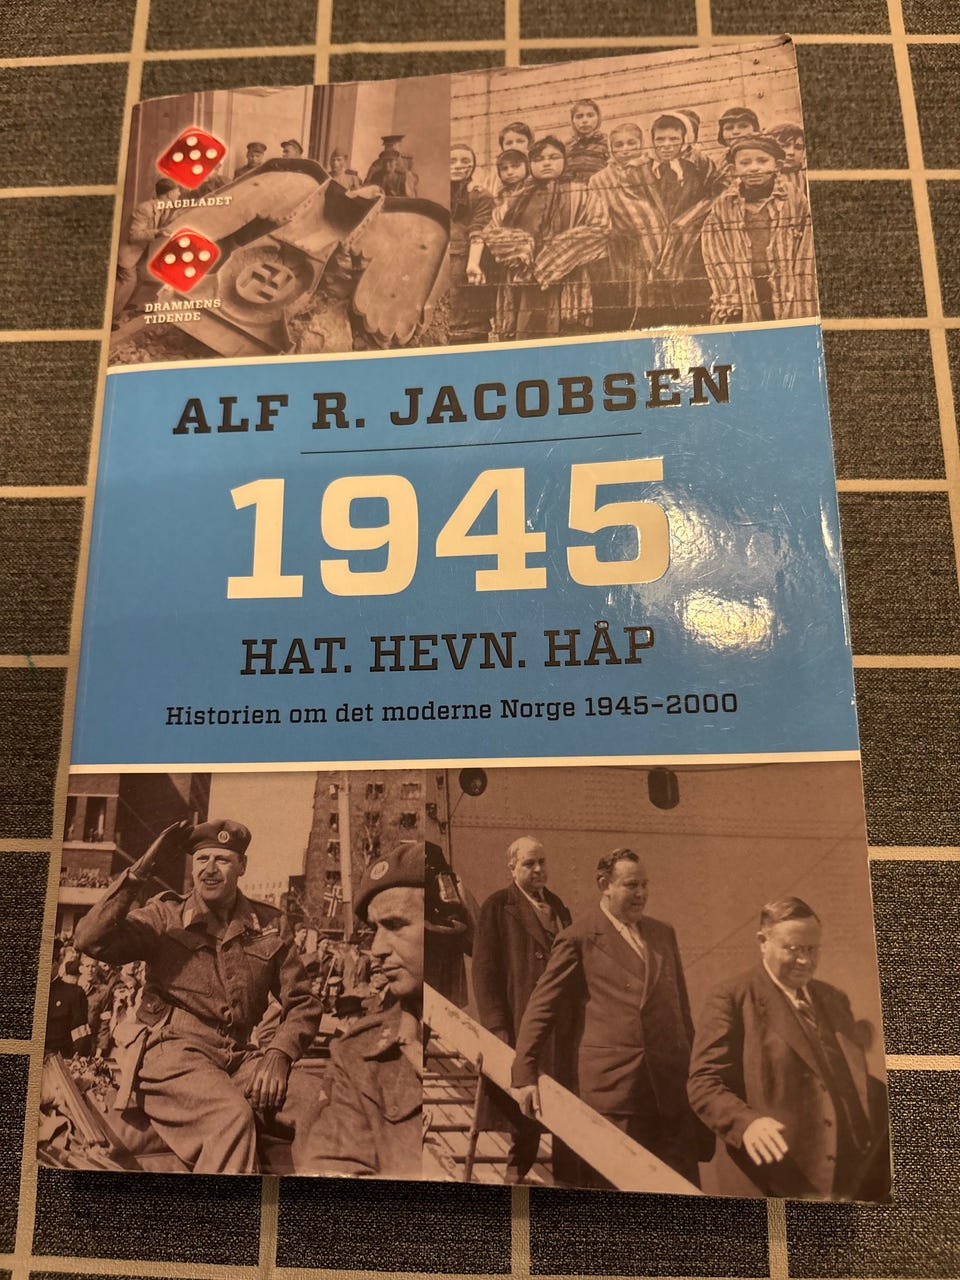 DAGBLADET
DRAMMENS
TIDENDE
ALF R. JACOBSEN
1945
HAT. HEVN. HÅP
Historien om det moderne Norge 1945–2000